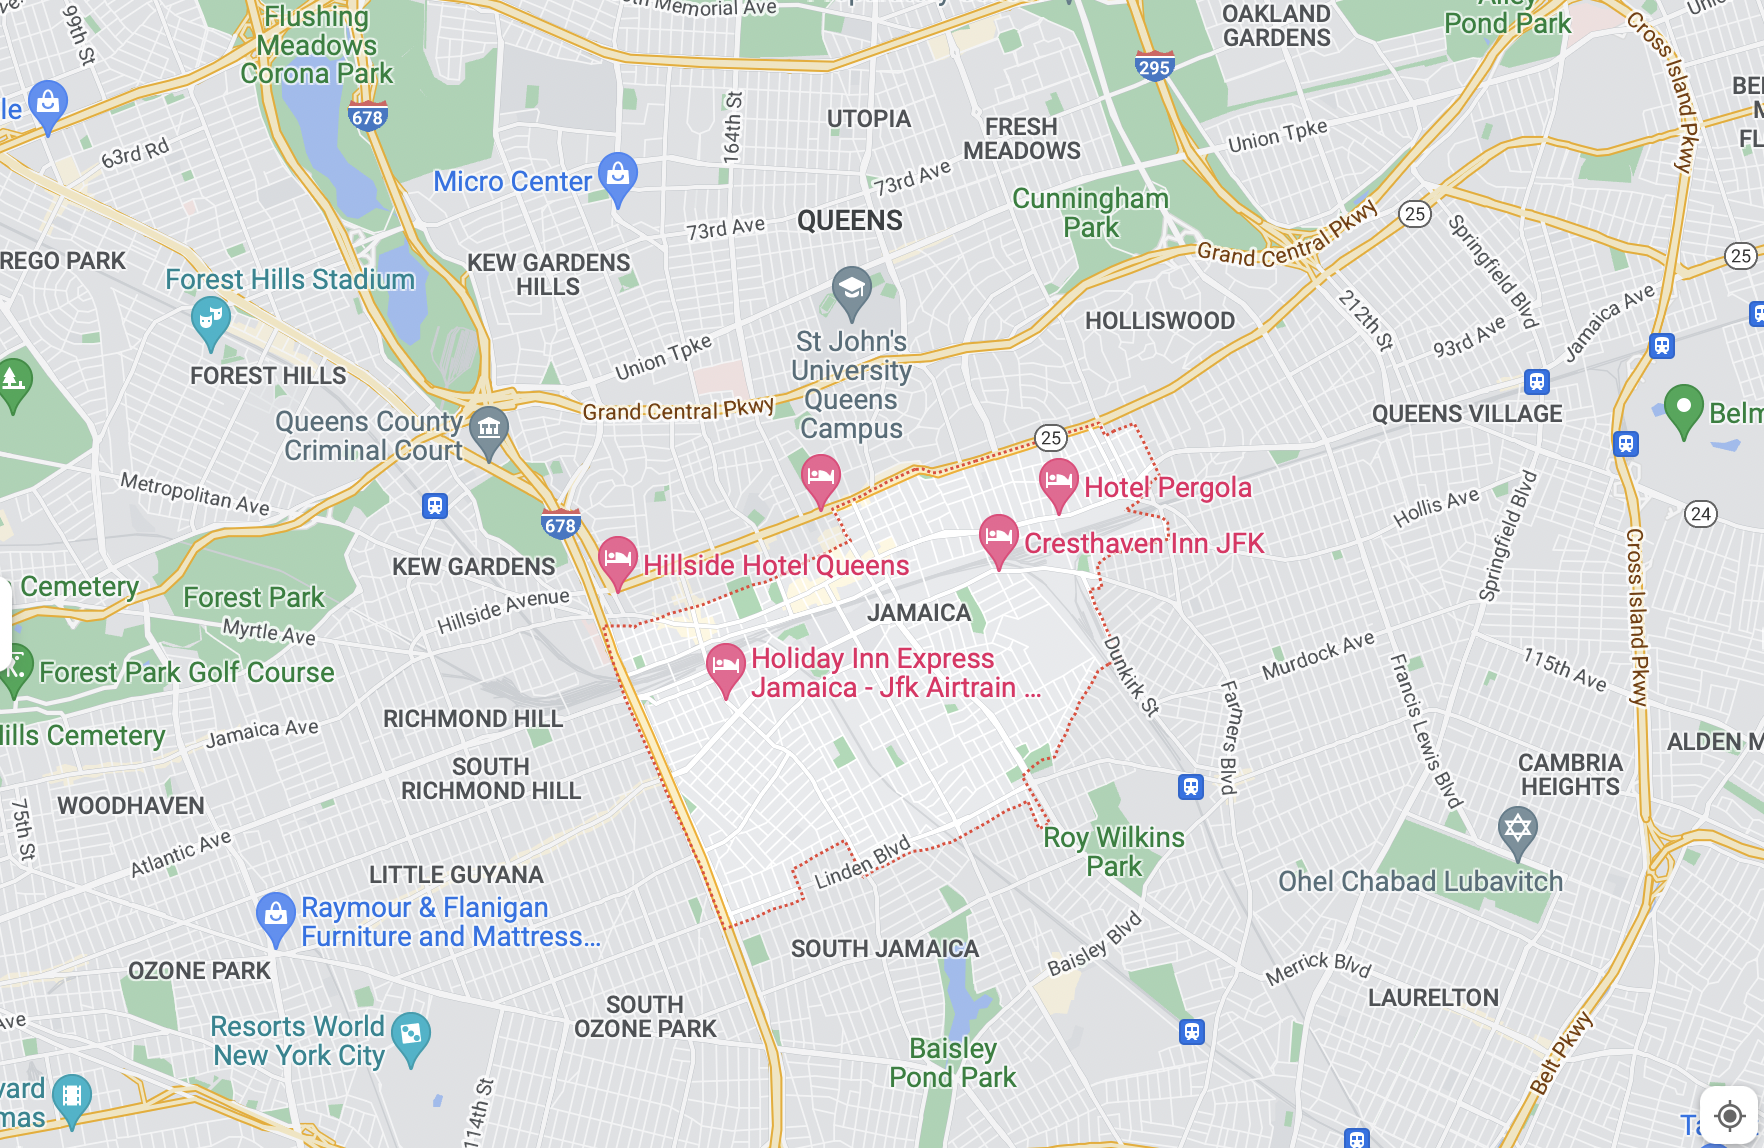 99th St
Flushing
Meadows
Corona Park
Memorial Ave
OAKLAND
GARDENS
Pond Park
Cross Island Pkwy
295
678
63rd Rd
164th St
UTOPIA
FRESH
MEADOWS
Union Tpke
Micro Center
73rd Ave
Cunningham
Park
QUEENS
73rd Ave
25
Grand Central Pkwy
Springfield Blvd
25
REGO PARK
KEW GARDENS
HILLS
Forest Hills Stadium
St John's
University
Queens
Campus
HOLLISWOOD
212th St
93rd Ave
Jamaica Ave
Union Tpke
FOREST HILLS
Grand Central Pkwy
QUEENS VILLAGE
Queens County
Criminal Court
25
Metropolitan Ave
Hotel Pergola
Hollis Ave
Springfield Blvd
24
678
Cresthaven Inn JFK
KEW GARDENS
Hillside Hotel Queens
Cross Island Pkwy
Cemetery
Forest Park
Hillside Avenue
JAMAICA
Myrtle Ave
Forest Park Golf Course
Holiday Inn Express
Jamaica - Jfk Airtrain ...
Dunkirk St
Murdock Ave
115th Ave
Farmers Blvd
Francis Lewis Blvd
RICHMOND HILL
Jamaica Ave
ills Cemetery
ALDEN M
SOUTH
RICHMOND HILL
CAMBRIA
HEIGHTS
WOODHAVEN
75th St
Atlantic Ave
Roy Wilkins
Park
Linden Blvd
LITTLE GUYANA
Ohel Chabad Lubavitch
Raymour & Flanigan
Furniture and Mattress...
SOUTH JAMAICA
Baisley Blvd
Merrick Blvd
OZONE PARK
LAURELTON
SOUTH
OZONE PARK
Ave
Resorts World
New York City
Baisley
Pond Park
Belt Pkwy
114th St
vard
mas